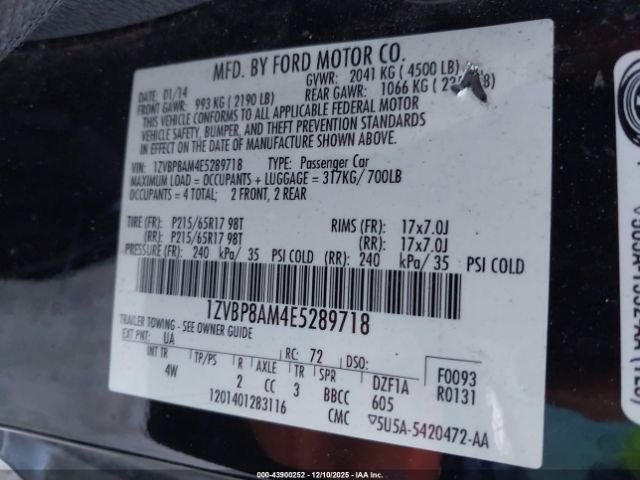 MFD. BY FORD MOTOR CO.
DATE: 01/14 GVWR: 2041 KG ( 4500 LB)
FRONT GAWR: 993 KG ( 2190 LB) REAR GAWR: 1066 KG (
THIS VEHICLE CONFORMS TO ALL APPLICABLE FEDERAL MOTOR
VEHICLE SAFETY, BUMPER, AND THEFT PREVENTION STANDARDS
IN EFFECT ON THE DATE OF MANUFACTURE SHOWN ABOVE.
VIN: 1ZVBP8AM4E5289718 TYPE: Passenger Car
MAXIMUM LOAD = OCCUPANTS + LUGGAGE = 317KG/ 700LB
OCCUPANTS = 4 TOTAL; 2 FRONT, 2 REAR
TIRE (FR): P215/65R17 98T RIMS (FR): 17x7.0J
(RR): P215/65R17 98T (RR): 17x7.0J
PRESSURE (FR): 240 kPa/ 35 PSI COLD (RR): 240 kPa/ 35 PSI COLD
1ZVBP8AM4E5289718
TRAILER TOWING - SEE OWNER GUIDE
EXT PNT: UA RC: 72 DSO:
INT TR TP/PS R AXLE TR SPR DZF1A F0093
4W 2 CC 3 BBCC 605 R0131
1201401283116 CMC 5U5A-5420472-AA
IAAI: 000-43900252 - 12/10/2025 - IAAI.COM